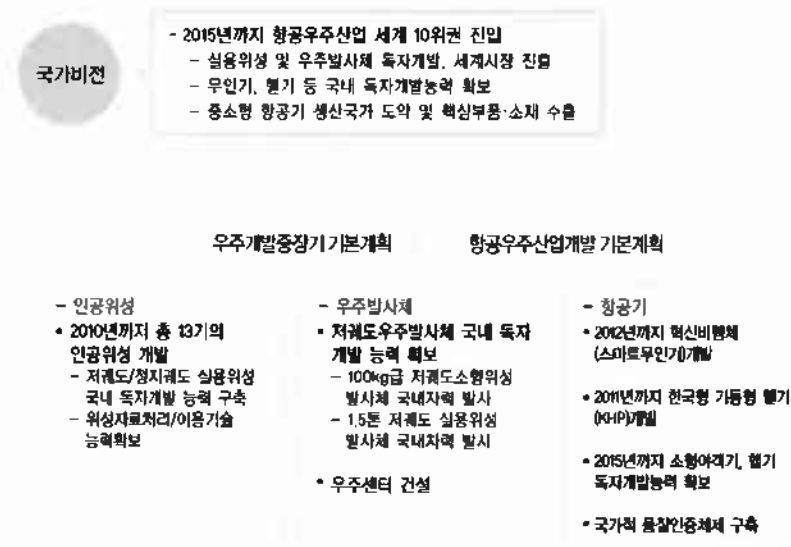 국가비전
- 2015년까지 항공우주산업 세계 10위권 진입
- 실용위성 및 우주발사체 독자개발, 세계시장 진출
- 무인기, 헬기 등 국내 독자개발능력 확보
- 중소형 항공기 생산국가 도약 및 핵심부품·소재 수출
우주개발중장기 기본계획
항공우주산업개발 기본계획
- 인공위성
• 2010년까지 총 13기의
인공위성 개발
- 저궤도/정지궤도 실용위성
국내 독자개발 능력 구축
- 위성자료처리/이용기술
능력확보
- 우주발사체
• 저궤도우주발사체 국내 독자
개발 능력 확보
- 100kg급 저궤도소형위성
발사체 국내자력 발사
- 1.5톤 저궤도 실용위성
발사체 국내자력 발사
• 우주센터 건설
- 항공기
• 2012년까지 혁신비행체
(스마트무인기)개발
• 2011년까지 한국형 기동형 헬기
(KHP)개발
• 2015년까지 소형여객기, 헬기
독자개발능력 확보
• 국가적 품질인증체제 구축